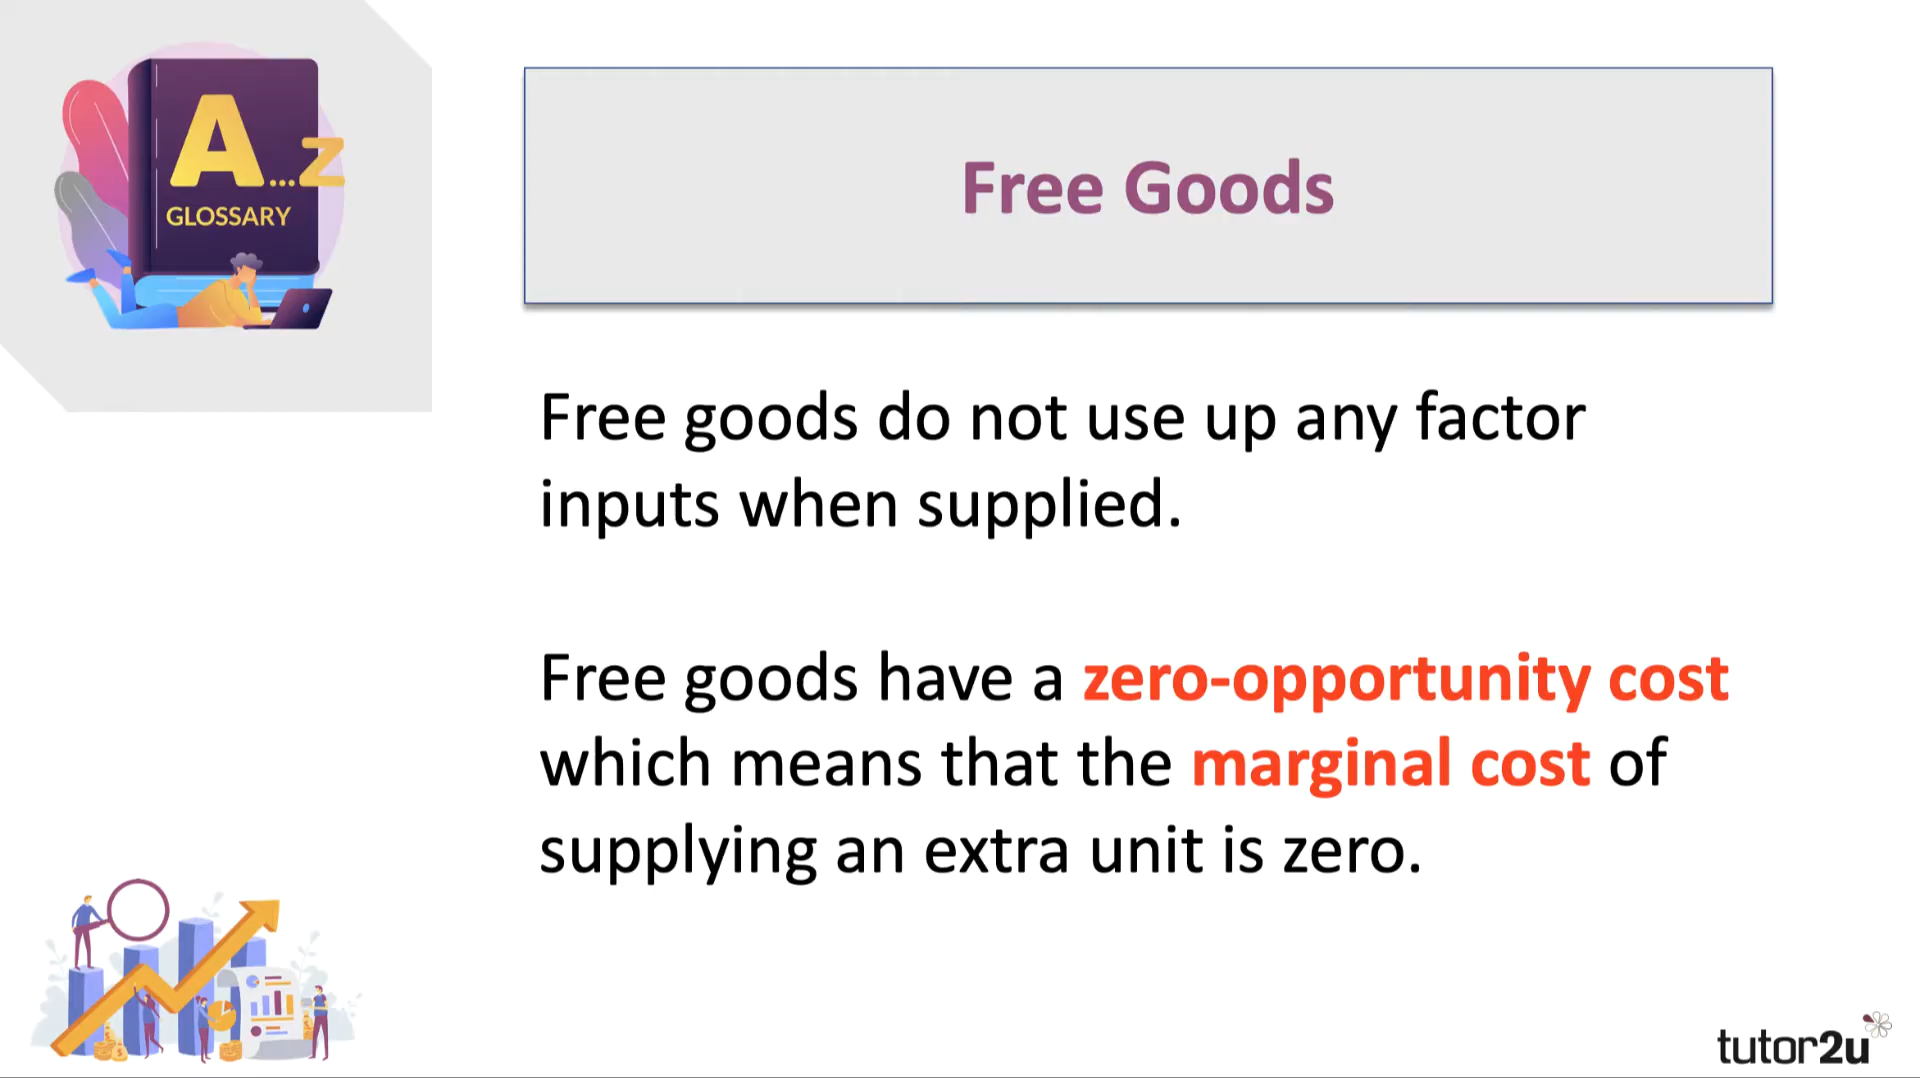 A...Z
GLOSSARY
Free Goods
Free goods do not use up any factor
inputs when supplied.
Free goods have a zero-opportunity cost
which means that the marginal cost of
supplying an extra unit is zero.
tutor2u